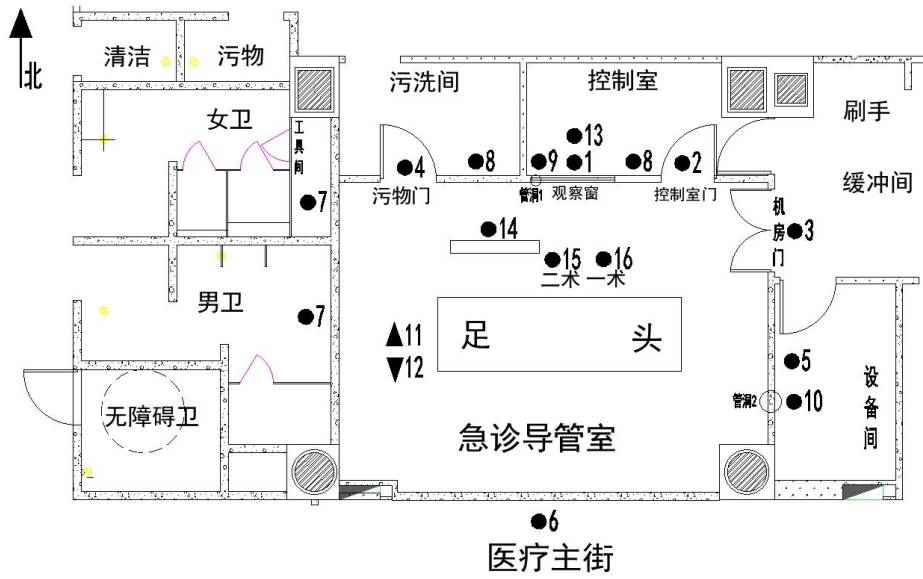 北
清洁
污物
污洗间
控制室
刷手
女卫
工具间
13
4
8
9
1
8
2
缓冲间
污物门
管洞1
观察窗
控制室门
7
机房门
3
14
15
16
二术
一术
男卫
7
11
12
足
头
5
设备间
管洞2
10
无障碍卫
急诊导管室
6
医疗主街